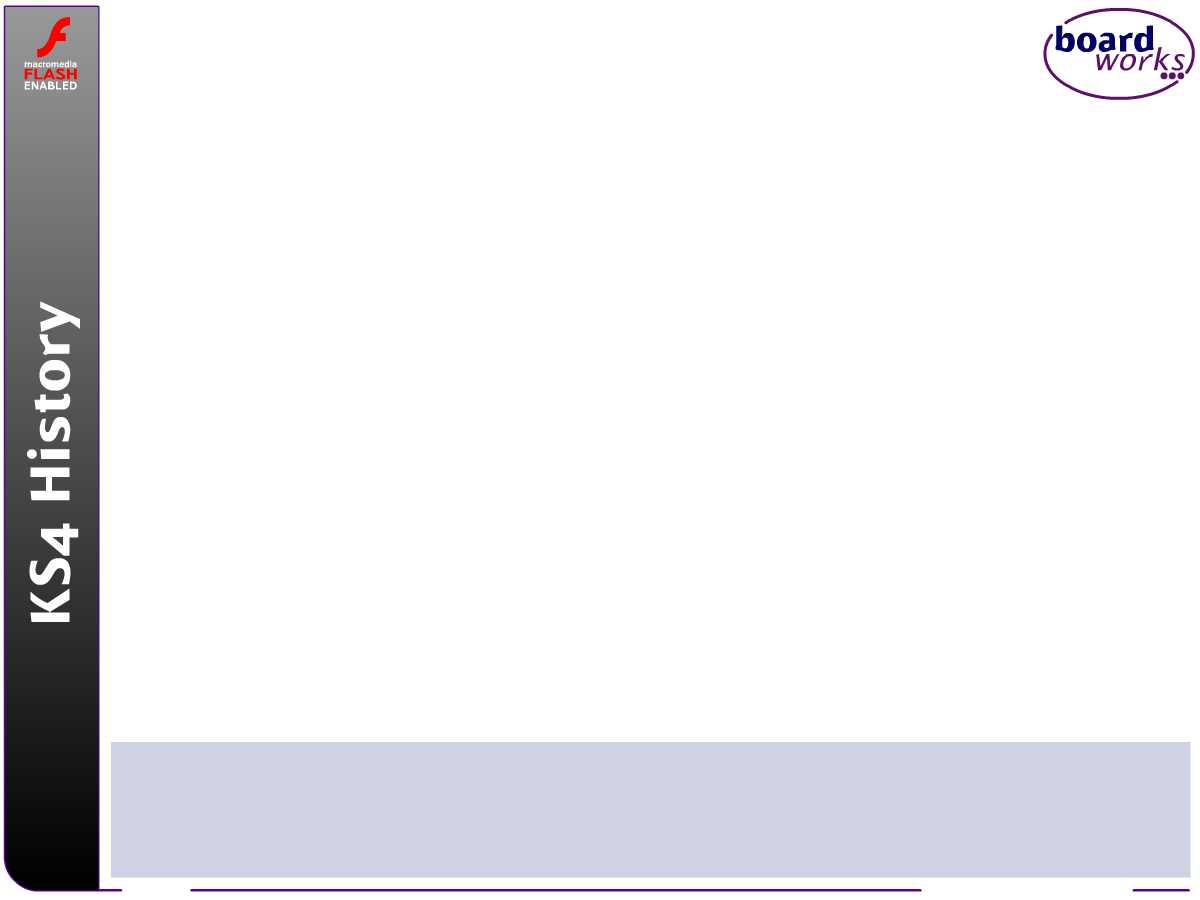 macromedia
FLASH
ENABLED
board
works
KS4 History